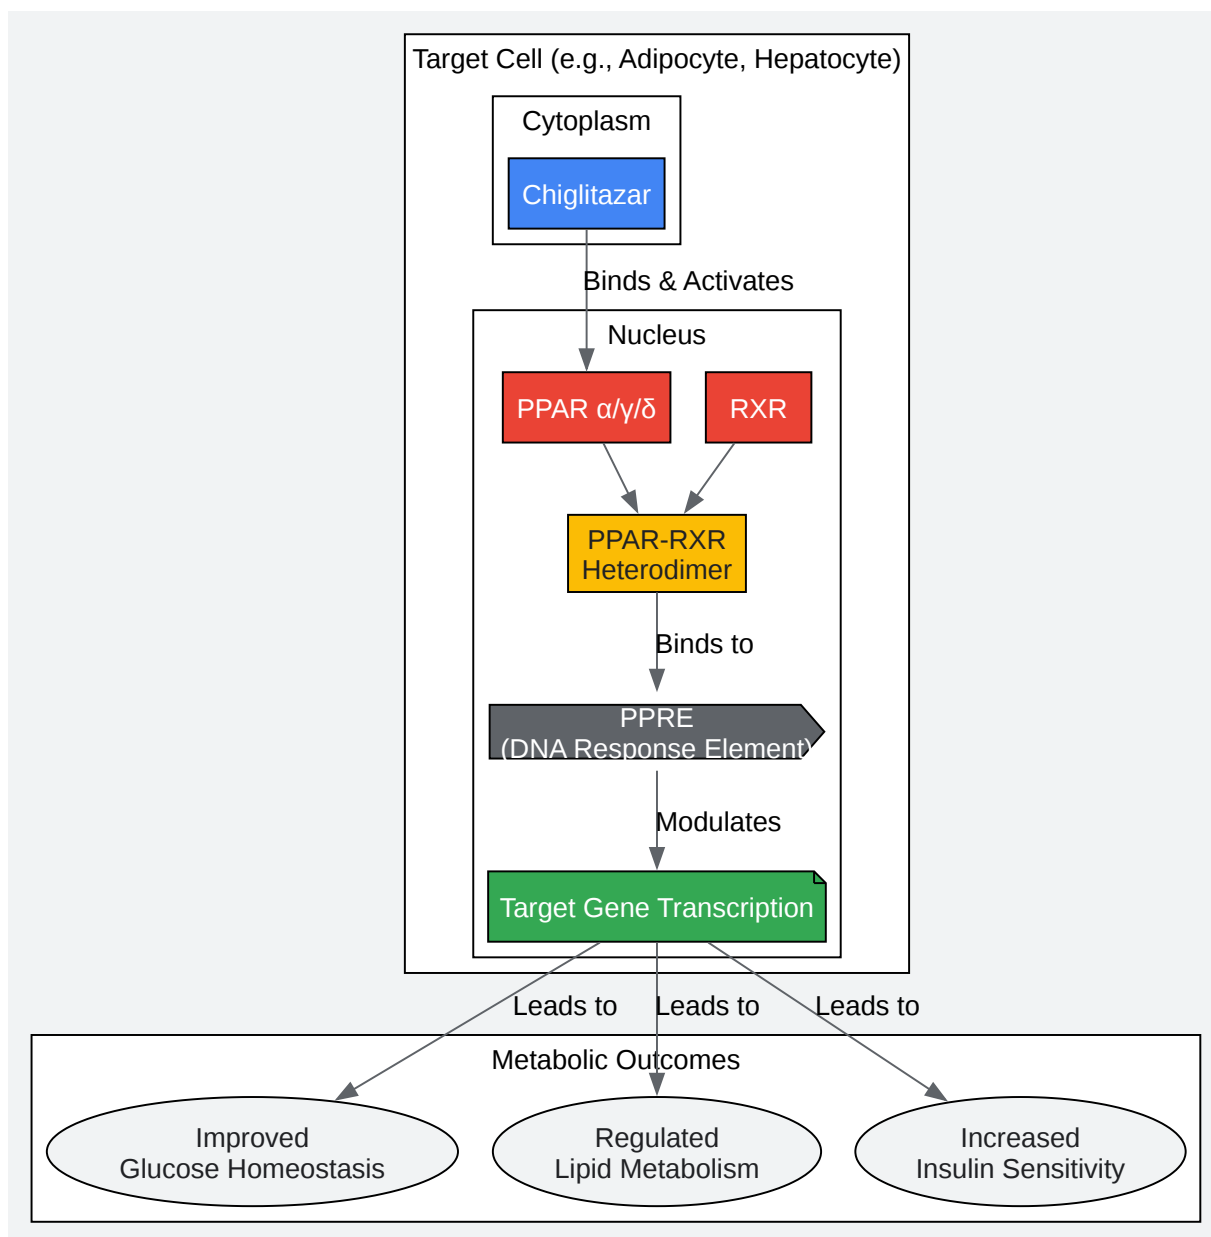 Target Cell (e.g., Adipocyte, Hepatocyte)
Cytoplasm
Chiglitazar
Binds & Activates
Nucleus
PPAR α/γ/δ
RXR
PPAR-RXR
Heterodimer
Binds to
PPRE
(DNA Response Element)
Modulates
Target Gene Transcription
Leads to
Leads to
Leads to
Metabolic Outcomes
Improved
Glucose Homeostasis
Regulated
Lipid Metabolism
Increased
Insulin Sensitivity